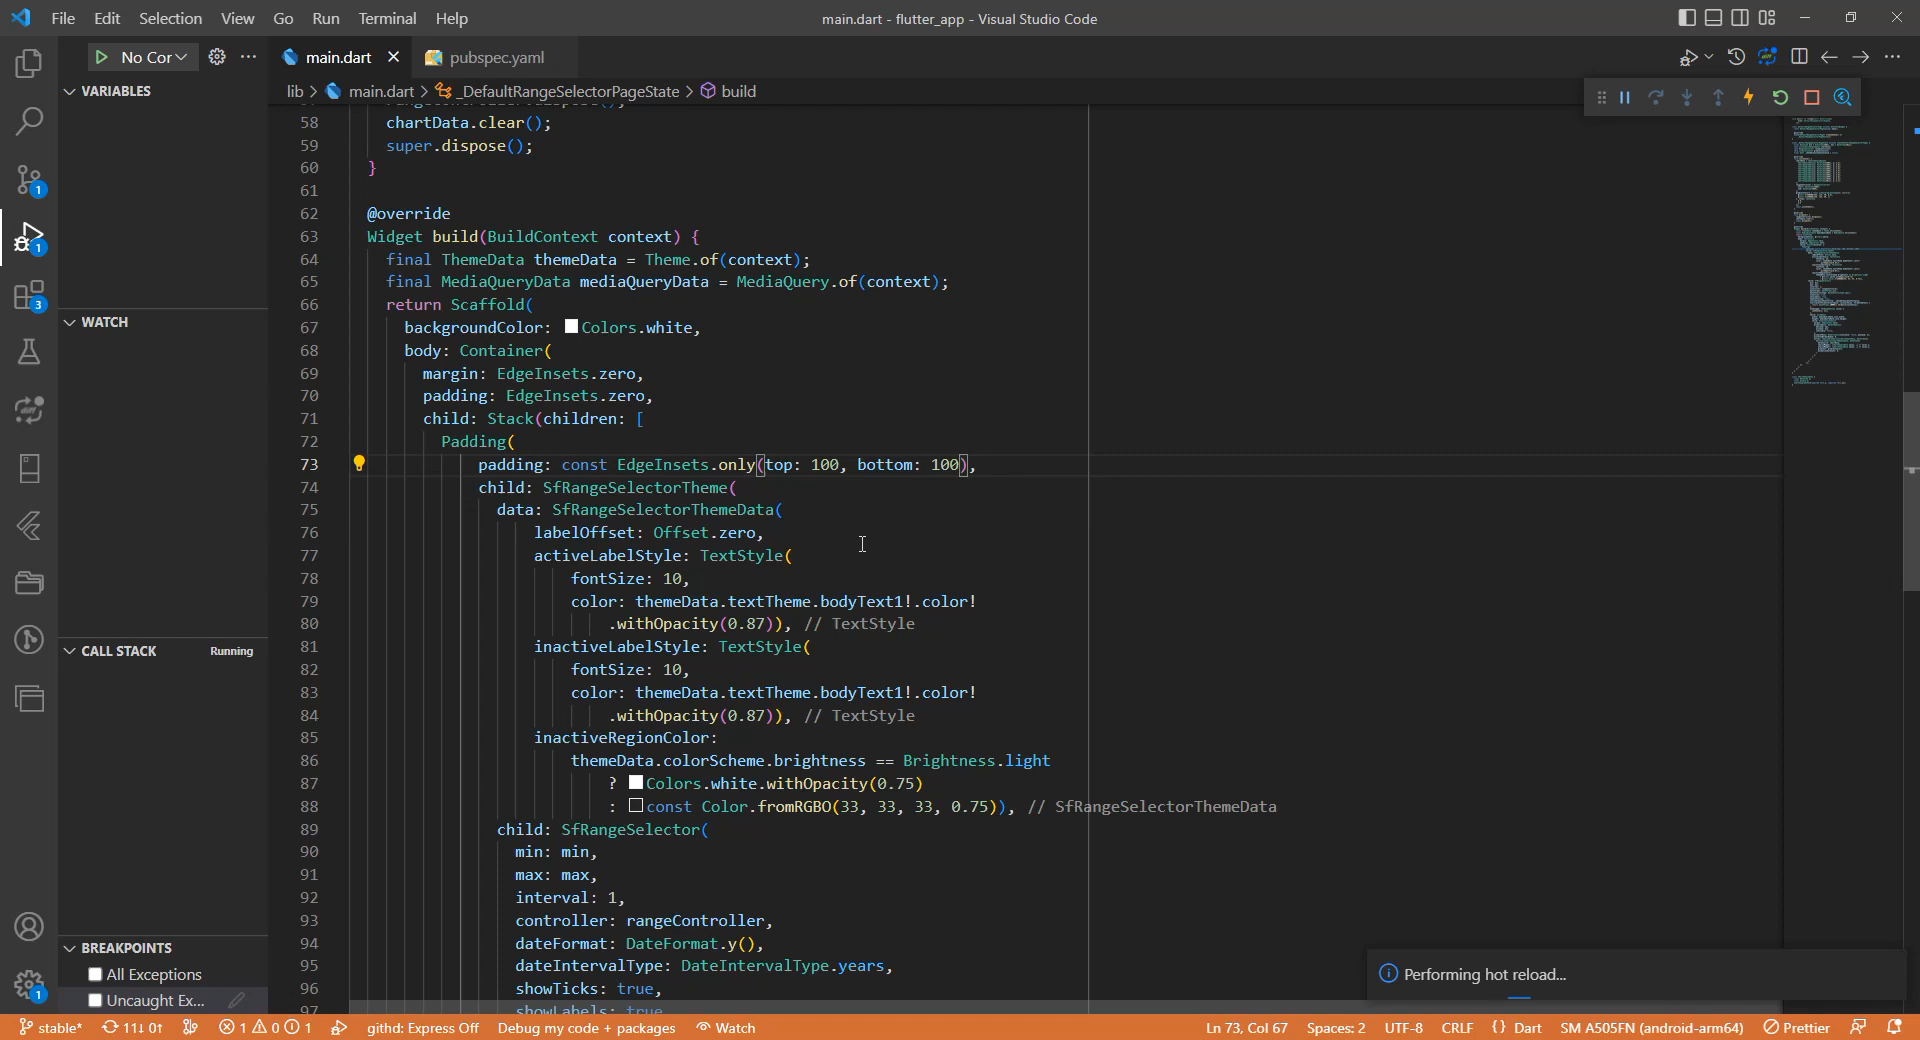 File Edit Selection View Go Run Terminal Help
main.dart - flutter_app - Visual Studio Code
No Cor
main.dart
pubspec.yaml
VARIABLES
lib > main.dart > _DefaultRangeSelectorPageState > build
58 chartData.clear();
59 super.dispose();
60 }
61
62 @override
63 Widget build(BuildContext context) {
64 final ThemeData themeData = Theme.of(context);
65 final MediaQueryData mediaQueryData = MediaQuery.of(context);
66 return Scaffold(
67 backgroundColor: Colors.white,
68 body: Container(
69 margin: EdgeInsets.zero,
70 padding: EdgeInsets.zero,
71 child: Stack(children: [
72 Padding(
73 padding: const EdgeInsets.only(top: 100, bottom: 100),
74 child: SfRangeSelectorTheme(
75 data: SfRangeSelectorThemeData(
76 labelOffset: Offset.zero,
77 activeLabelStyle: TextStyle(
78 fontSize: 10,
79 color: themeData.textTheme.bodyText1!.color!
80 .withOpacity(0.87)), // TextStyle
81 inactiveLabelStyle: TextStyle(
82 fontSize: 10,
83 color: themeData.textTheme.bodyText1!.color!
84 .withOpacity(0.87)), // TextStyle
85 inactiveRegionColor:
86 themeData.colorScheme.brightness == Brightness.light
87 ? Colors.white.withOpacity(0.75)
88 : const Color.fromRGBO(33, 33, 33, 0.75)), // SfRangeSelectorThemeData
89 child: SfRangeSelector(
90 min: min,
91 max: max,
92 interval: 1,
93 controller: rangeController,
94 dateFormat: DateFormat.y(),
95 dateIntervalType: DateIntervalType.years,
96 showTicks: true,
97 showLabels: true,
WATCH
CALL STACK Running
BREAKPOINTS
All Exceptions
Uncaught Ex...
1
1
3
1
Performing hot reload...
stable* 11↓ 0↑ 1 0 1 githd: Express Off Debug my code + packages Watch Ln 73, Col 67 Spaces: 2 UTF-8 CRLF {} Dart SM A505FN (android-arm64) Prettier